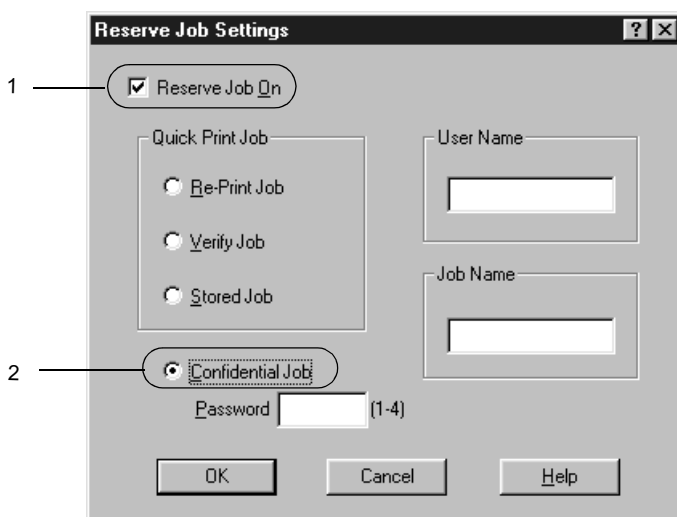 Reserve Job Settings
1
Reserve Job On
Quick Print Job
Re-Print Job
Verify Job
Stored Job
User Name
Job Name
2
Confidential Job
Password (1-4)
OK
Cancel
Help